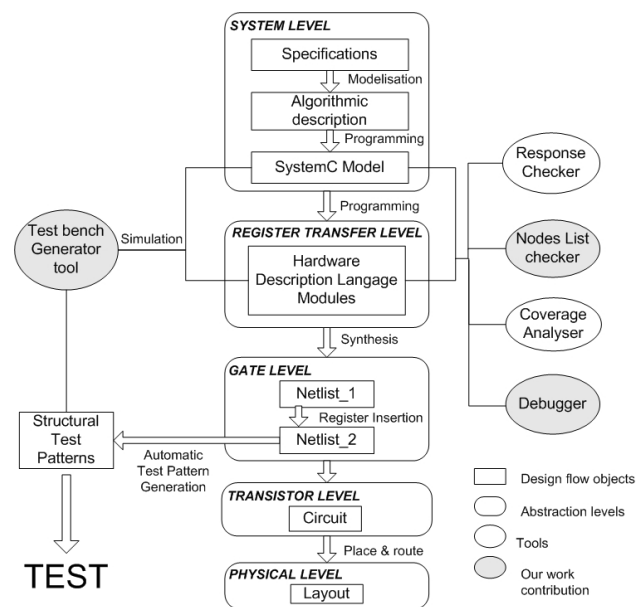 SYSTEM LEVEL
Specifications
Modelisation
Algorithmic
description
Programming
SystemC Model
Programming
Response
Checker
Test bench
Generator
tool
Simulation
REGISTER TRANSFER LEVEL
Hardware
Description Langage
Modules
Nodes List
checker
Coverage
Analyser
Synthesis
GATE LEVEL
Netlist_1
Register Insertion
Netlist_2
Debugger
Structural
Test
Patterns
Automatic
Test Pattern
Generation
TRANSISTOR LEVEL
Circuit
Place & route
PHYSICAL LEVEL
Layout
TEST
Design flow objects
Abstraction levels
Tools
Our work
contribution